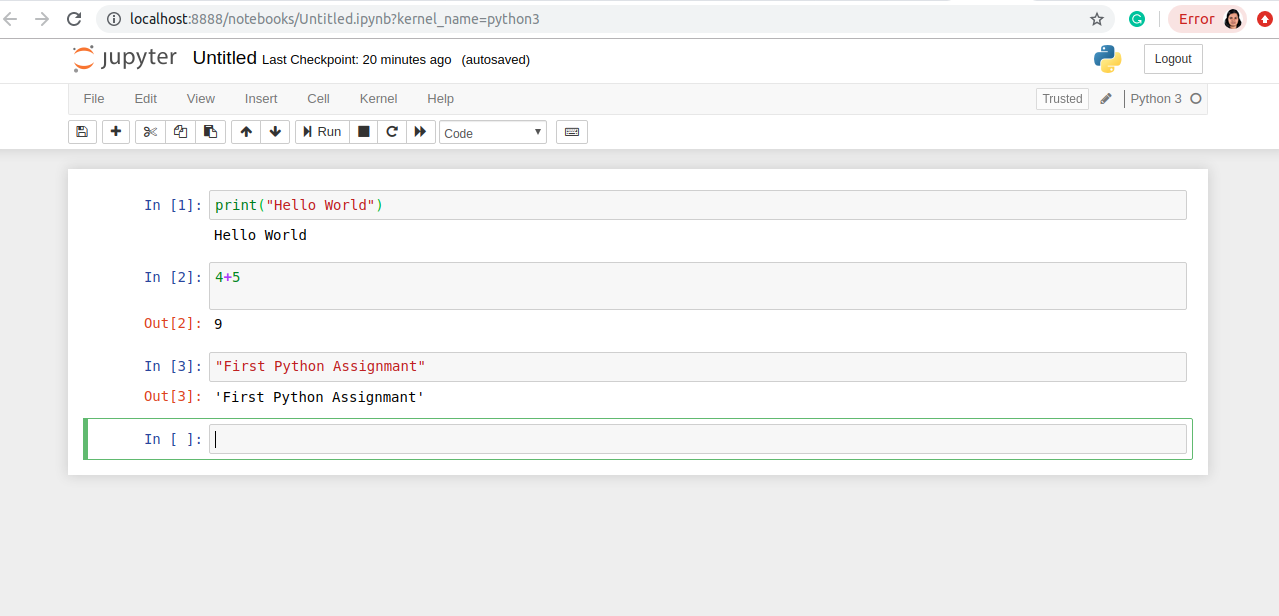 localhost:8888/notebooks/Untitled.ipynb?kernel_name=python3
Error
jupyter Untitled Last Checkpoint: 20 minutes ago (autosaved)
Logout
File Edit View Insert Cell Kernel Help
Trusted
Python 3
Run
Code
In [1]: print("Hello World")
Hello World
In [2]: 4+5
Out[2]: 9
In [3]: "First Python Assignmant"
Out[3]: 'First Python Assignmant'
In [ ]: